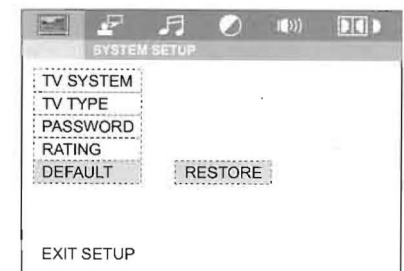 SYSTEM SETUP
TV SYSTEM
TV TYPE
PASSWORD
RATING
DEFAULT RESTORE
EXIT SETUP